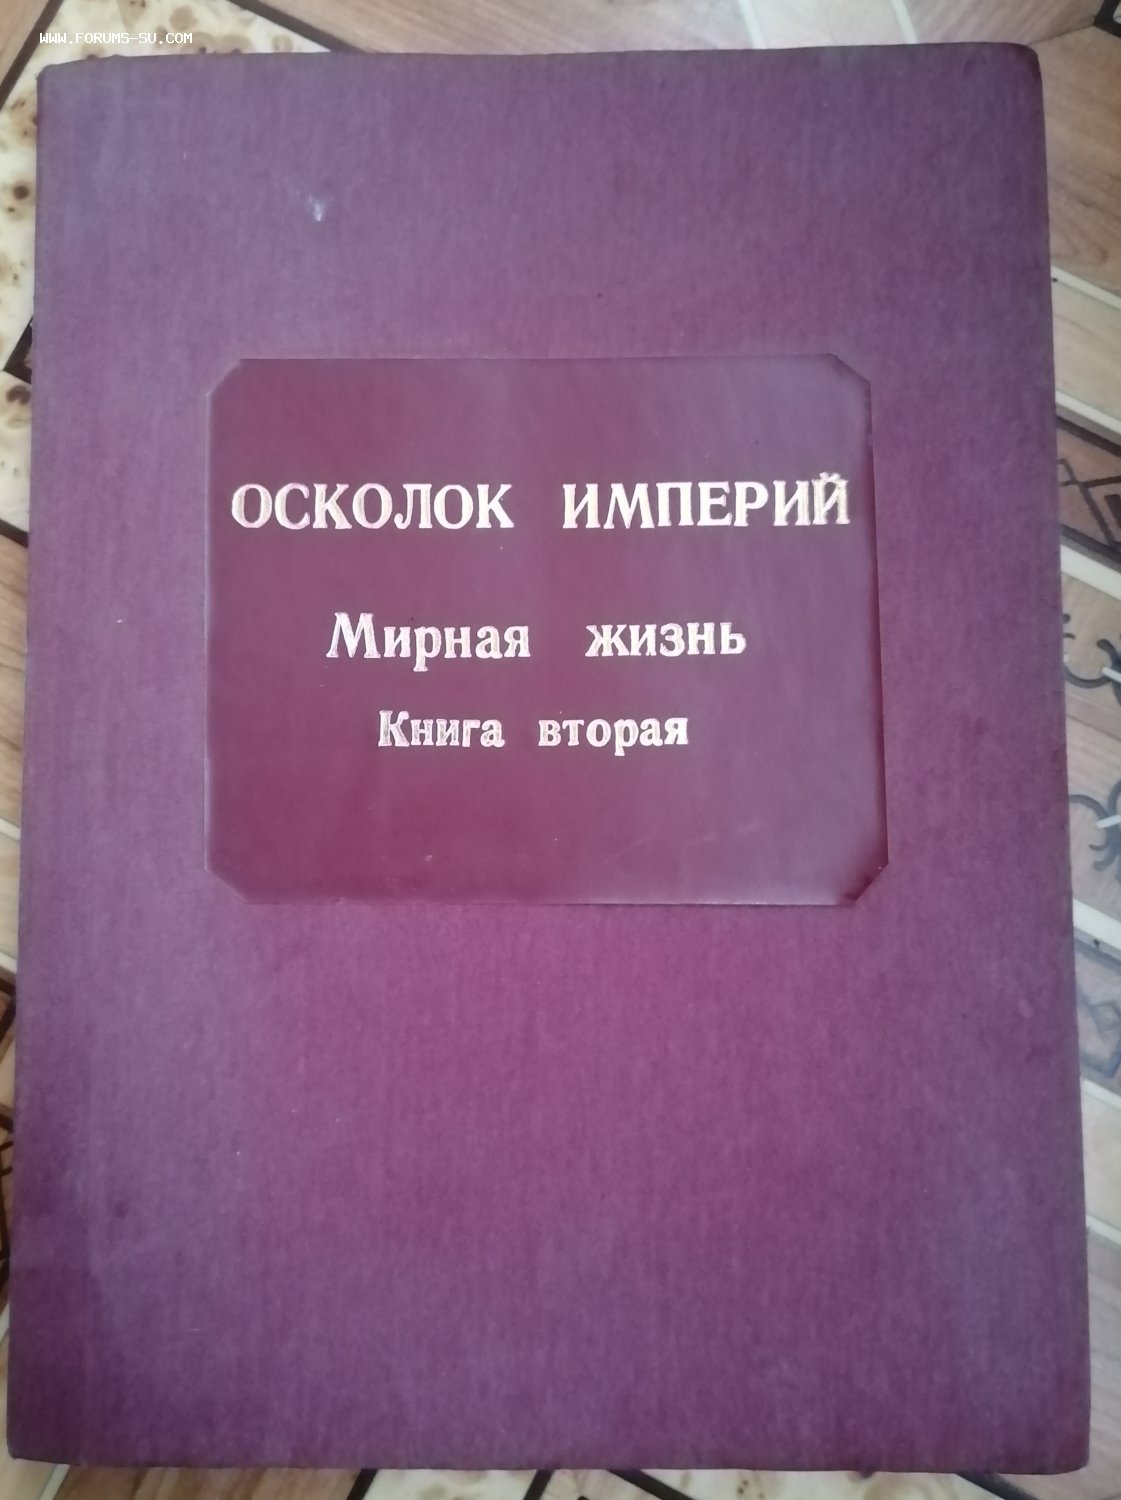 WWW.FORUMS-SU.COM
ОСКОЛОК ИМПЕРИЙ
Мирная жизнь
Книга вторая